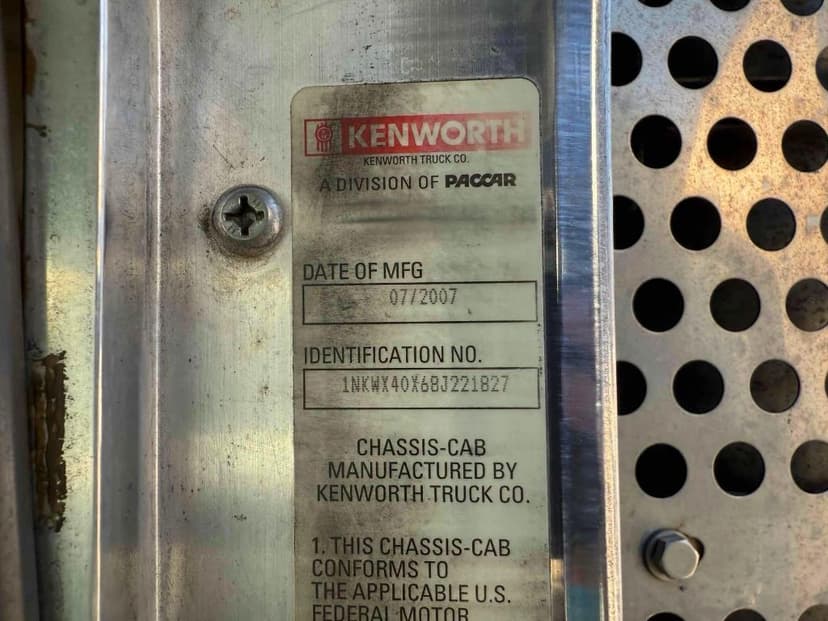 KENWORTH
KENWORTH TRUCK CO.
A DIVISION OF PACCAR
DATE OF MFG
07/2007
IDENTIFICATION NO.
1NKWX40X68J221827
CHASSIS-CAB
MANUFACTURED BY
KENWORTH TRUCK CO.
1. THIS CHASSIS-CAB
CONFORMS TO
THE APPLICABLE U.S.
FEDERAL MOTOR